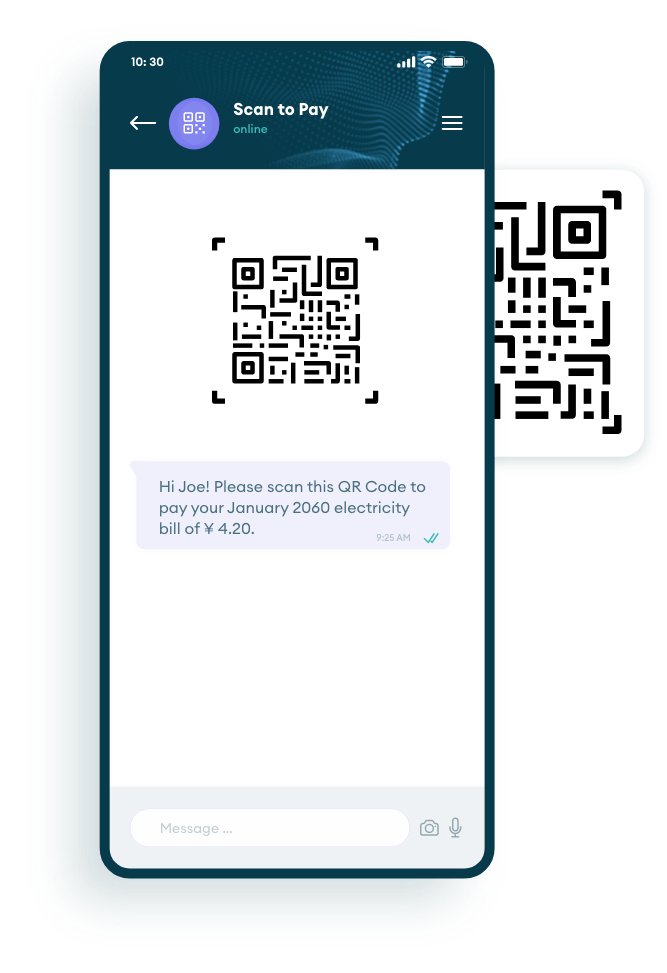 10: 30
Scan to Pay
online
Hi Joe! Please scan this QR Code to
pay your January 2060 electricity
bill of ¥ 4.20.
9:25 AM
Message ...